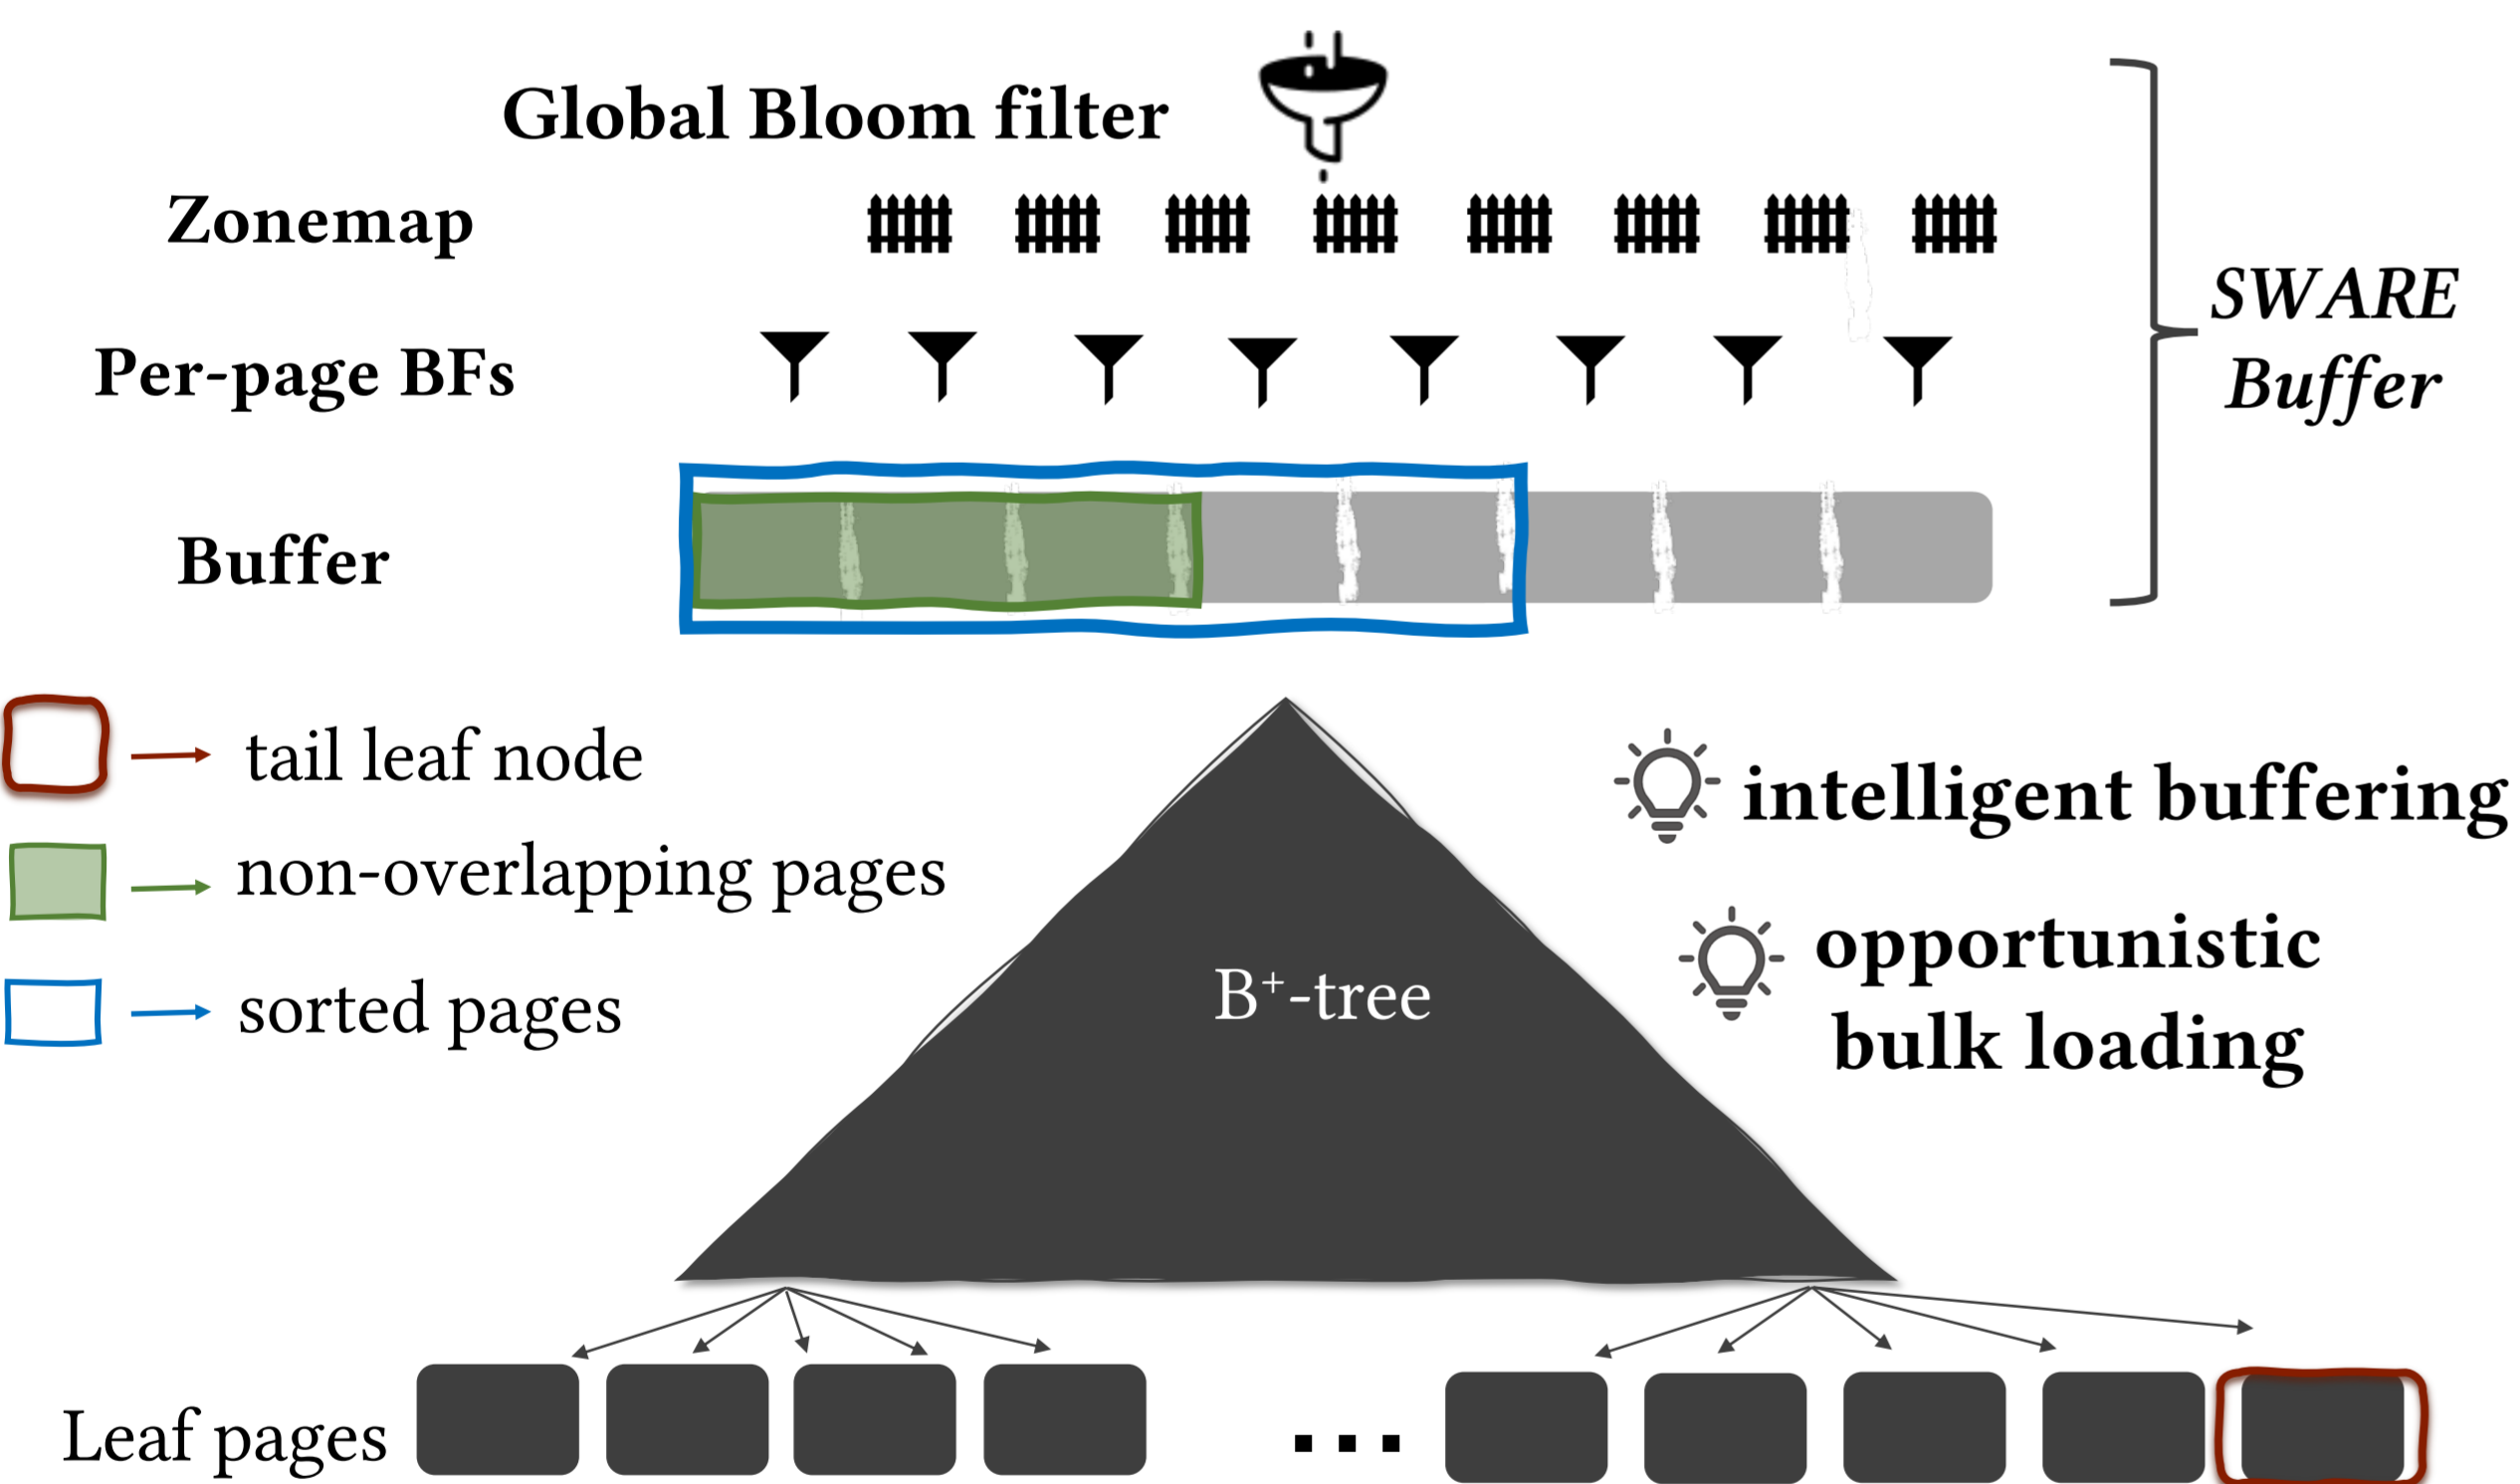 Global Bloom filter
Zonemap
Per-page BFs
SWARE
Buffer
Buffer
tail leaf node
non-overlapping pages
sorted pages
intelligent buffering
opportunistic
bulk loading
B⁺-tree
Leaf pages
...